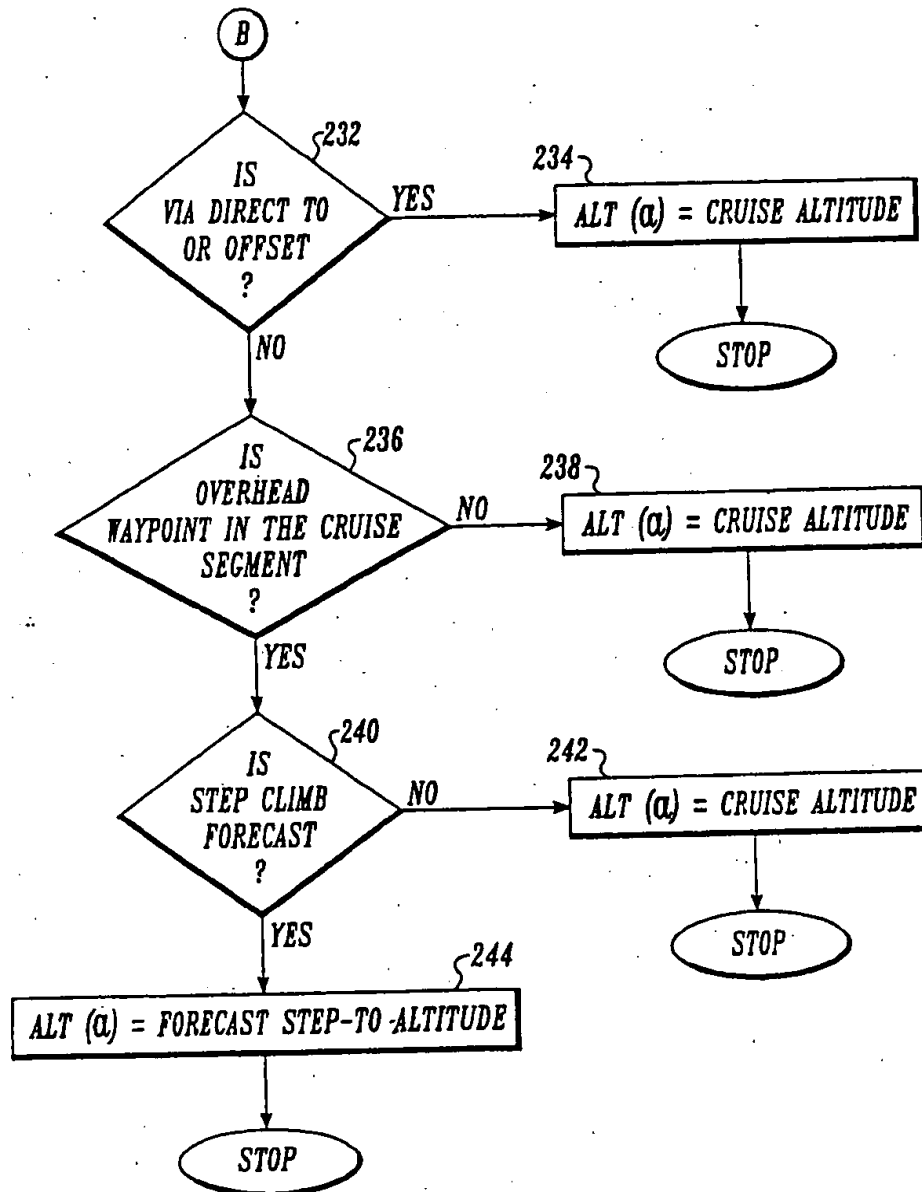 B
232
IS
VIA DIRECT TO
OR OFFSET
?
YES
234
ALT (a) = CRUISE ALTITUDE
STOP
NO
236
IS
OVERHEAD
WAYPOINT IN THE CRUISE
SEGMENT
?
NO
238
ALT (a) = CRUISE ALTITUDE
STOP
YES
240
IS
STEP CLIMB
FORECAST
?
NO
242
ALT (a) = CRUISE ALTITUDE
STOP
YES
244
ALT (a) = FORECAST STEP-TO-ALTITUDE
STOP